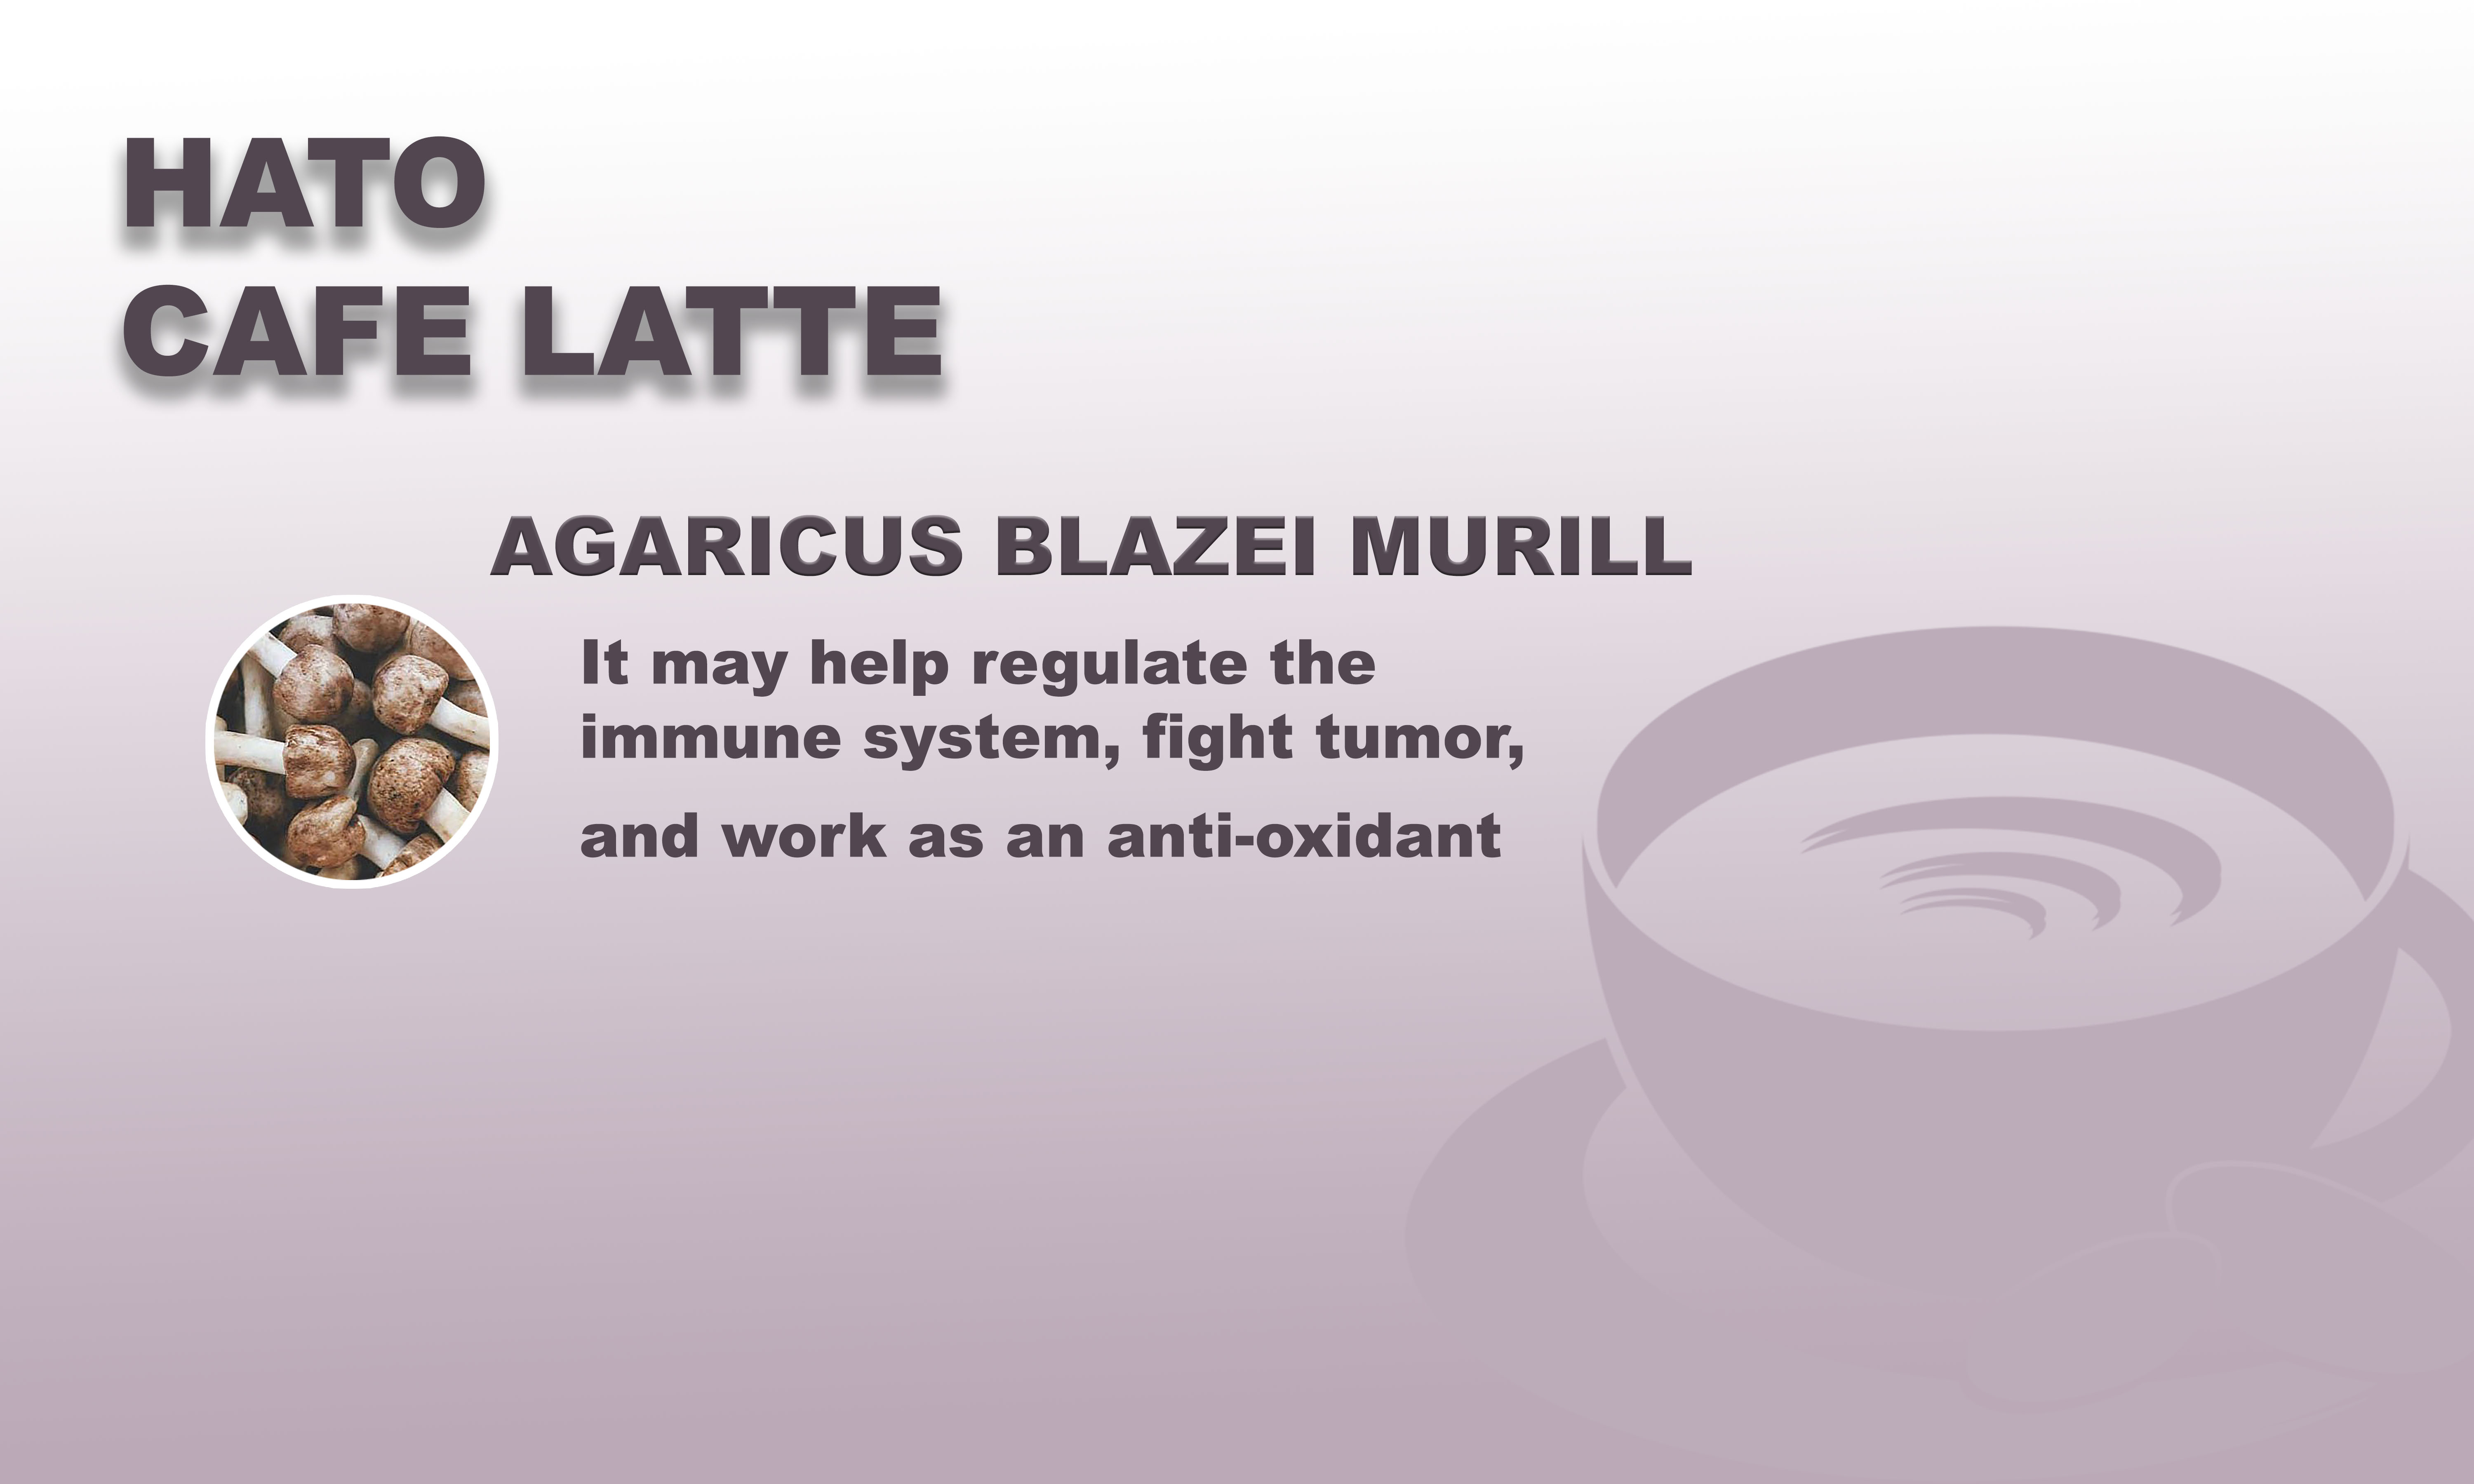 HATO
CAFE LATTE
AGARICUS BLAZEI MURILL
It may help regulate the
immune system, fight tumor,
and work as an anti-oxidant